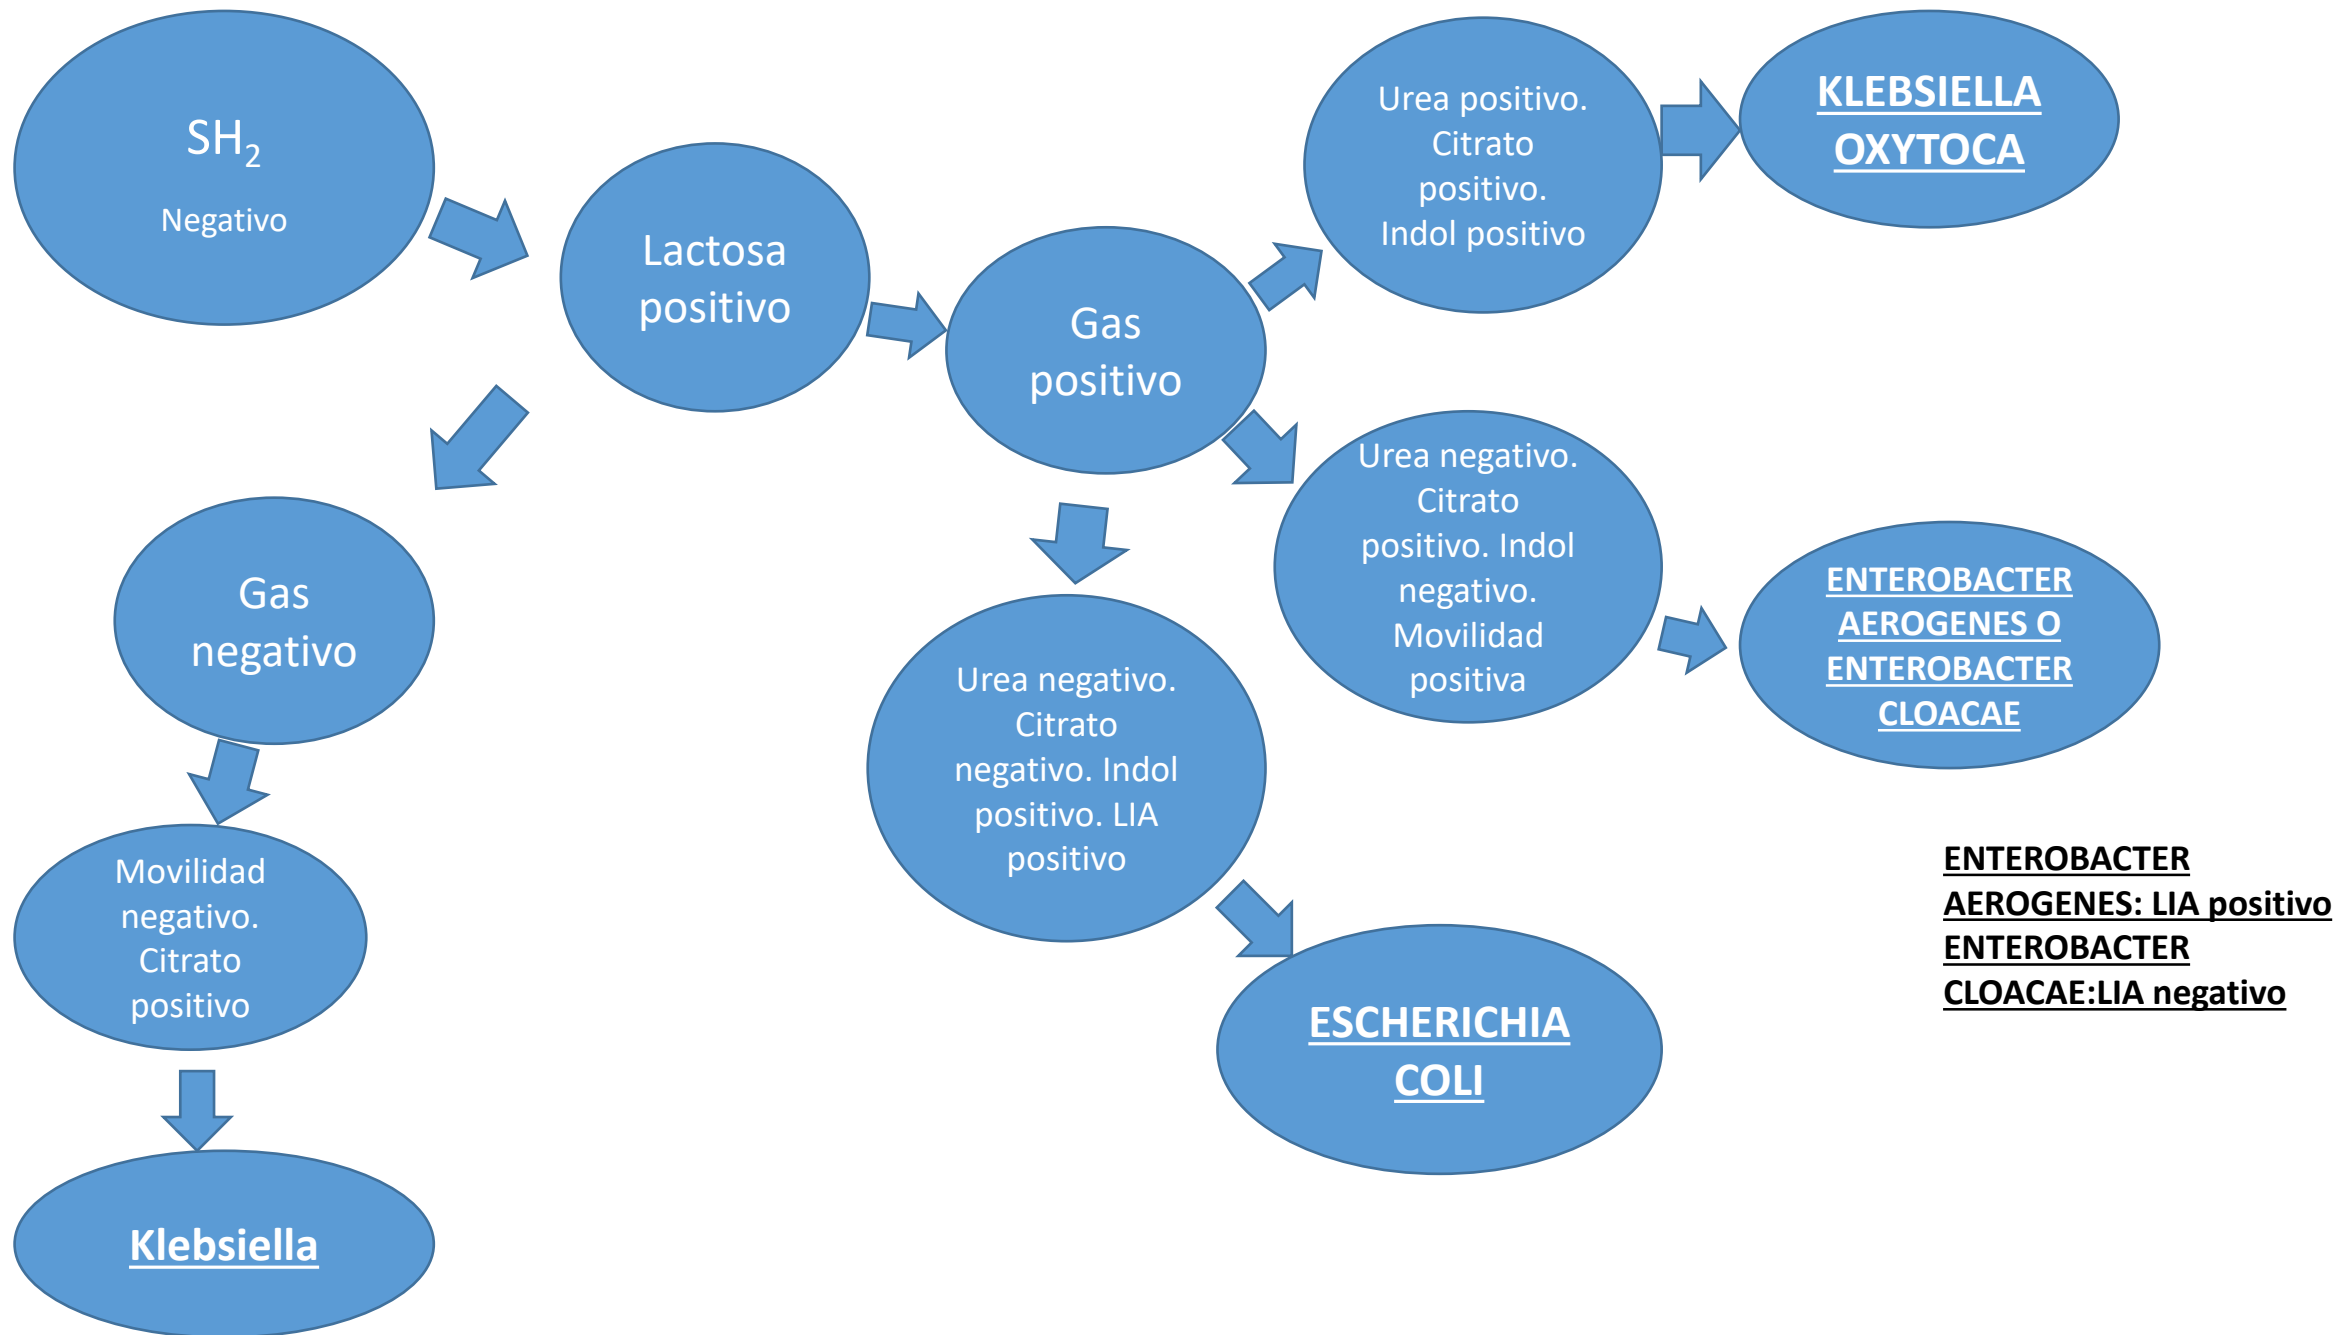 SH2
Negativo
Lactosa
positivo
Gas
positivo
Urea positivo.
Citrato
positivo.
Indol positivo
KLEBSIELLA
OXYTOCA
Urea negativo.
Citrato
positivo. Indol
negativo.
Movilidad
positiva
ENTEROBACTER
AEROGENES O
ENTEROBACTER
CLOACAE
Urea negativo.
Citrato
negativo. Indol
positivo. LIA
positivo
ESCHERICHIA
COLI
Gas
negativo
Movilidad
negativo.
Citrato
positivo
Klebsiella
ENTEROBACTER
AEROGENES: LIA positivo
ENTEROBACTER
CLOACAE:LIA negativo